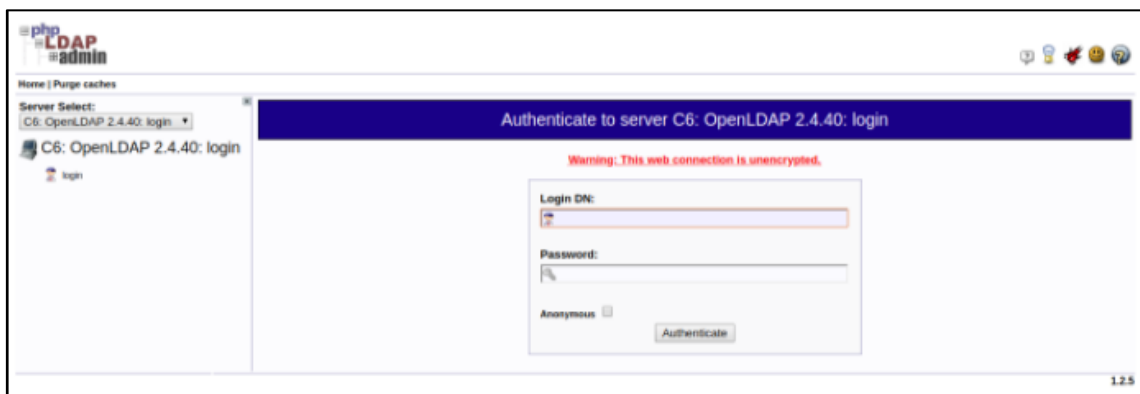 php
LDAP
admin
Home | Purge caches
Server Select:
C6: OpenLDAP 2.4.40: login
C6: OpenLDAP 2.4.40: login
login
Authenticate to server C6: OpenLDAP 2.4.40: login
Warning: This web connection is unencrypted.
Login DN:
Password:
Anonymous
Authenticate
1.2.5